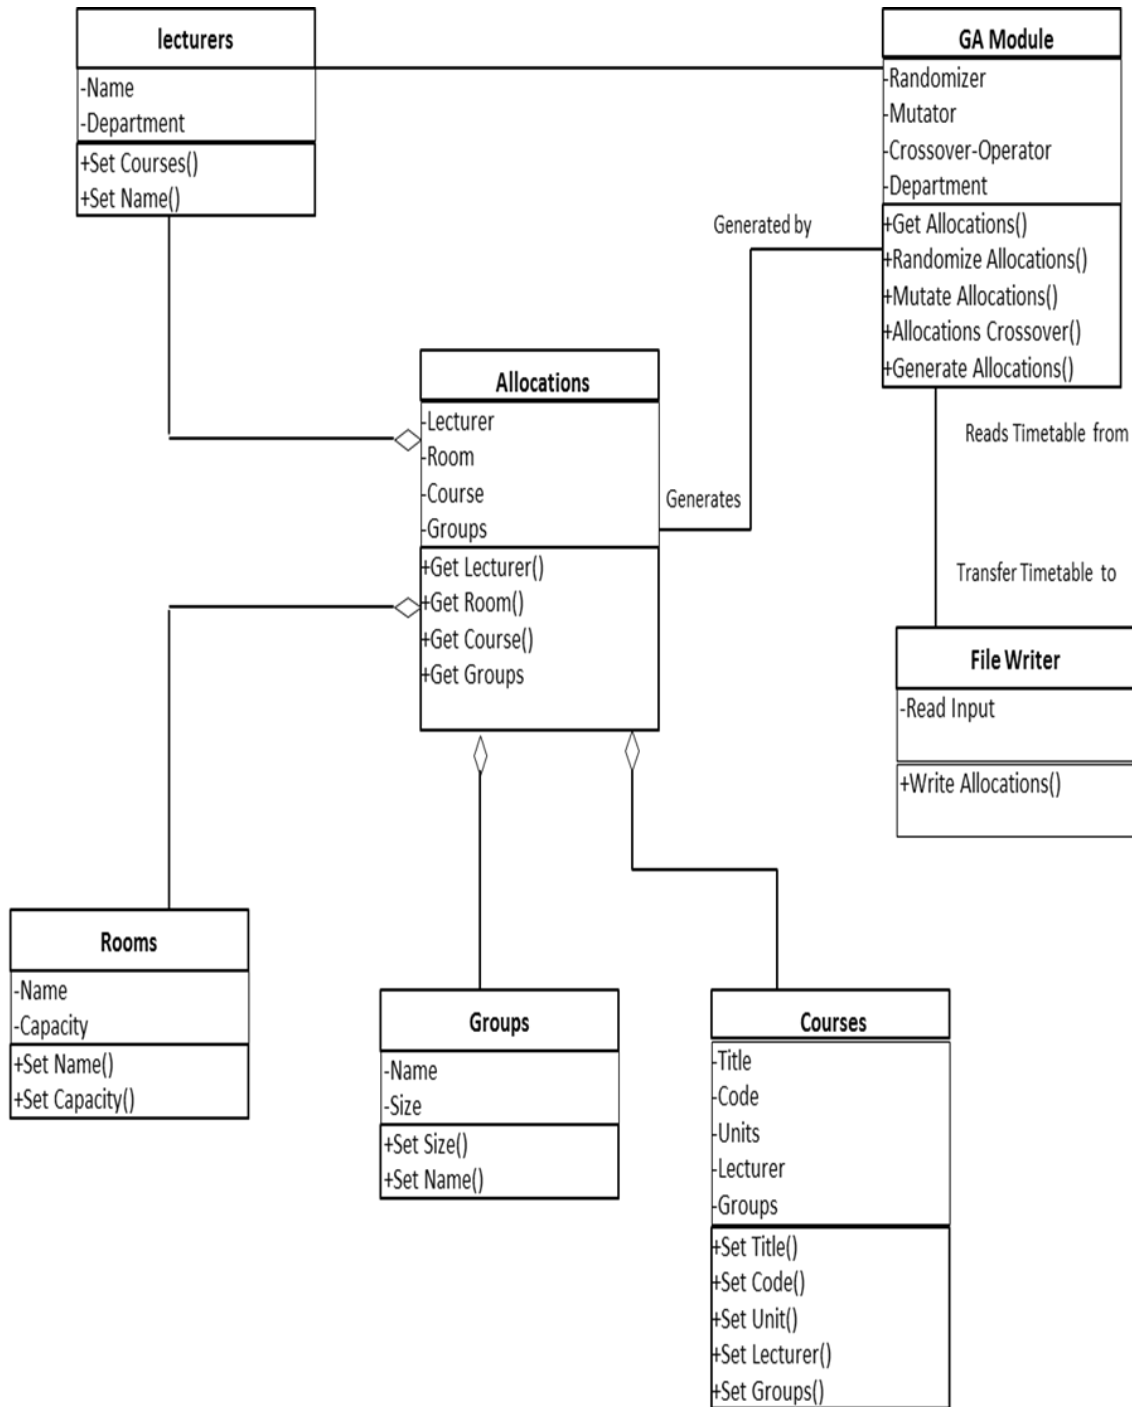 lecturers
-Name
-Department
+Set Courses()
+Set Name()
GA Module
-Randomizer
-Mutator
-Crossover-Operator
-Department
+Get Allocations()
+Randomize Allocations()
+Mutate Allocations()
+Allocations Crossover()
+Generate Allocations()
Generated by
Generates
Reads Timetable from
Transfer Timetable to
Allocations
-Lecturer
-Room
-Course
-Groups
+Get Lecturer()
+Get Room()
+Get Course()
+Get Groups
File Writer
-Read Input
+Write Allocations()
Rooms
-Name
-Capacity
+Set Name()
+Set Capacity()
Groups
-Name
-Size
+Set Size()
+Set Name()
Courses
-Title
-Code
-Units
-Lecturer
-Groups
+Set Title()
+Set Code()
+Set Unit()
+Set Lecturer()
+Set Groups()